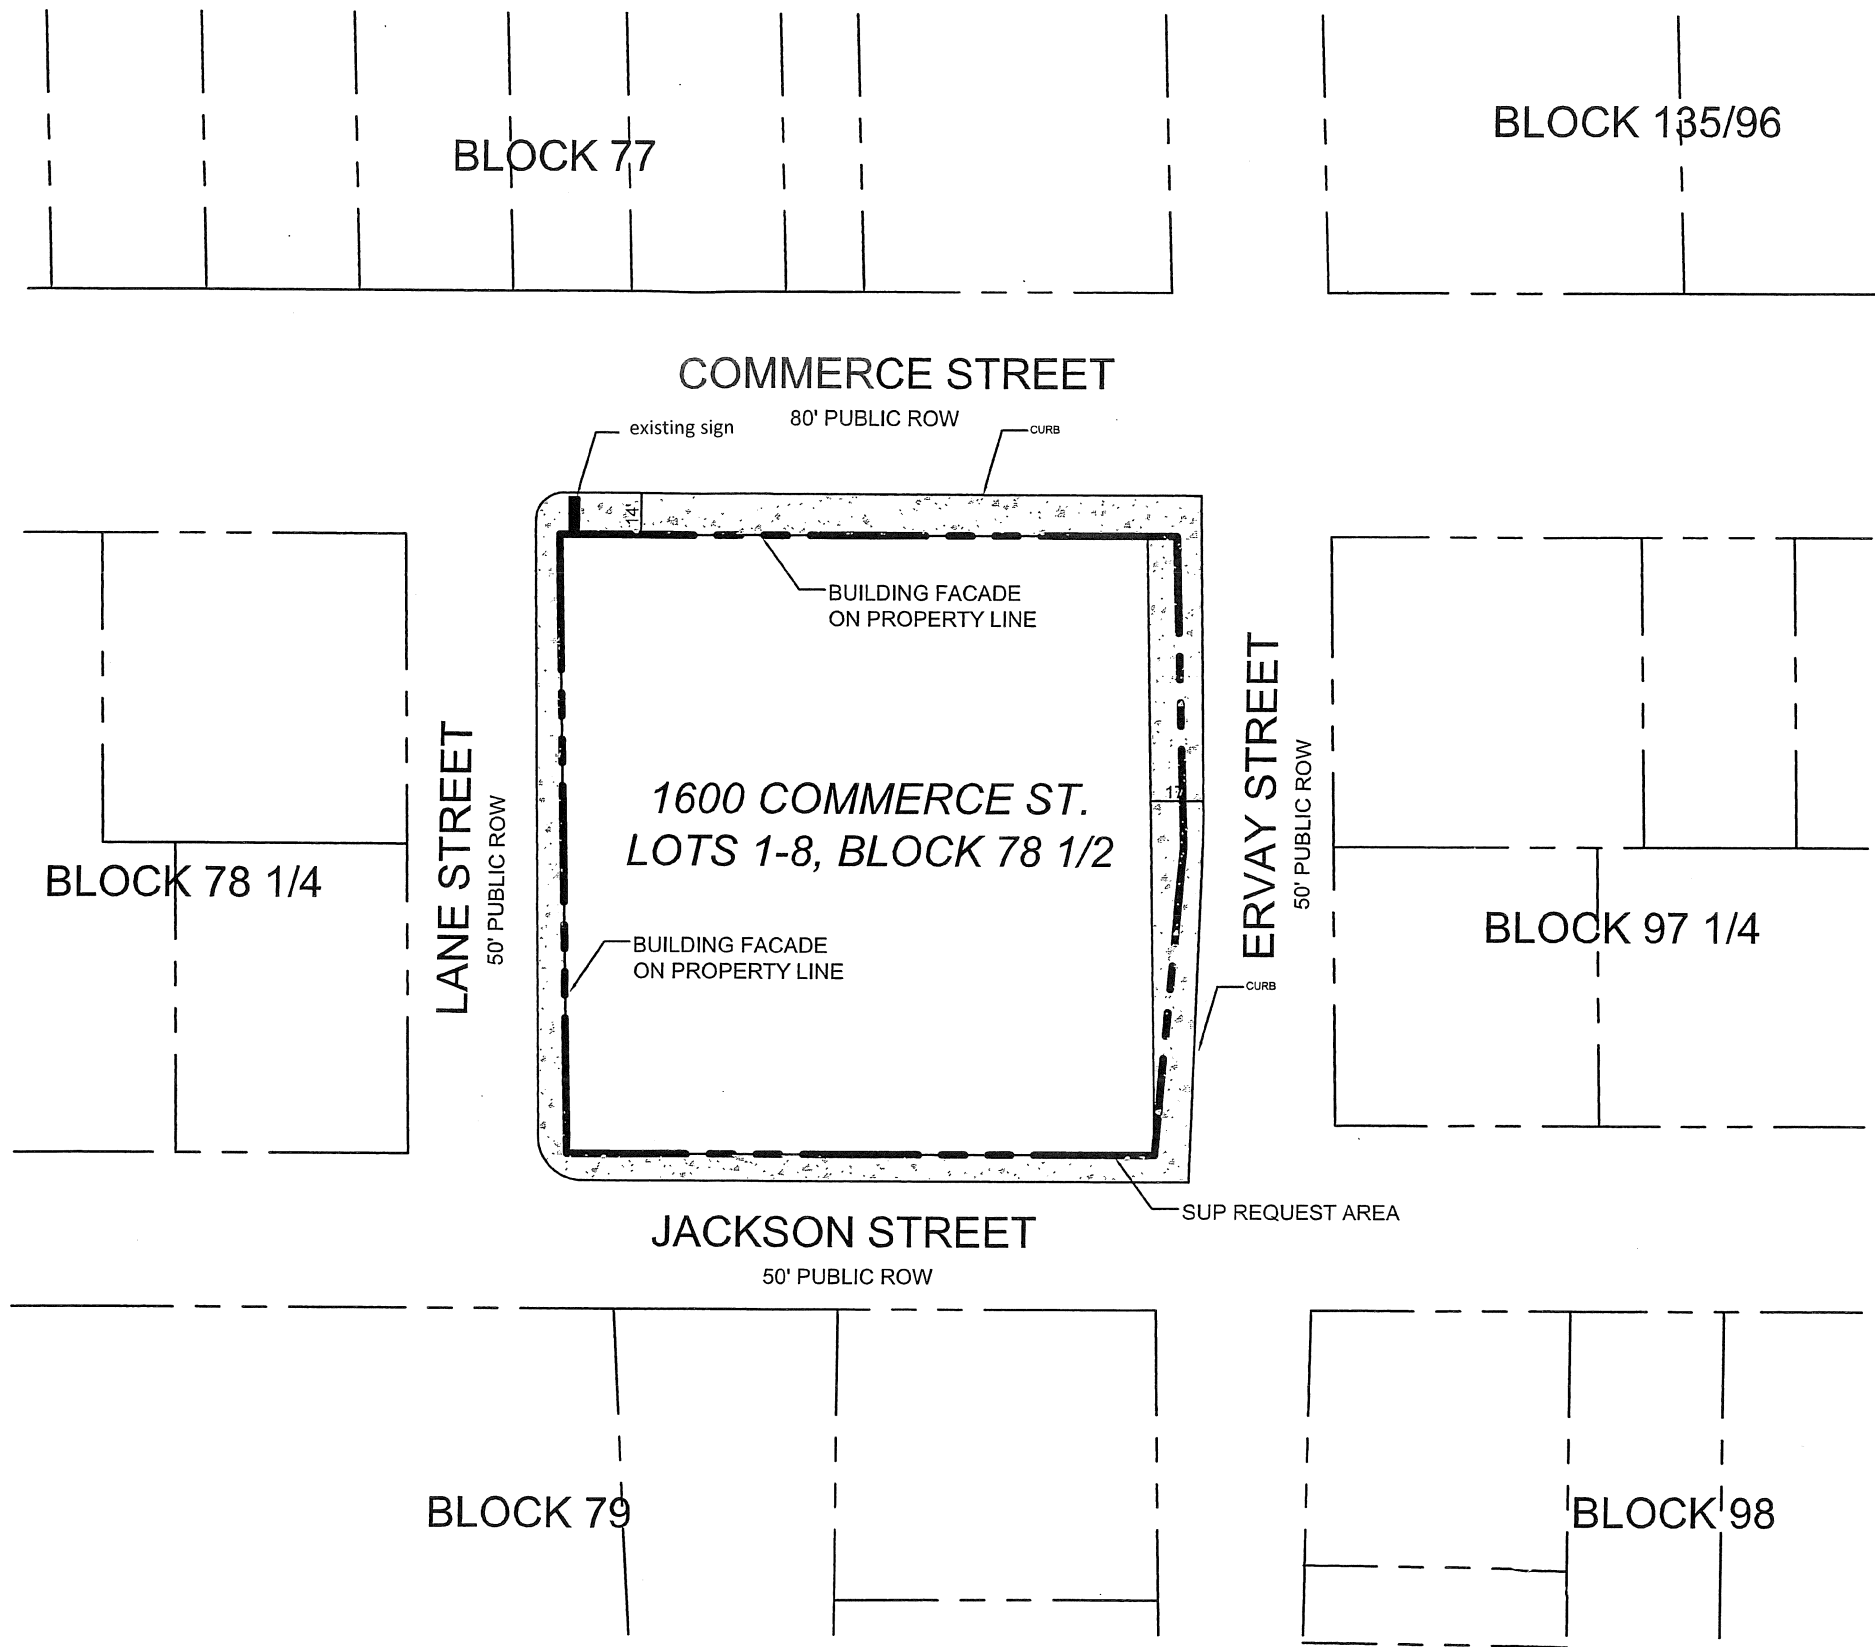 BLOCK 77
BLOCK 135/96
COMMERCE STREET
80' PUBLIC ROW
existing sign
CURB
14'
BUILDING FACADE
ON PROPERTY LINE
1600 COMMERCE ST.
LOTS 1-8, BLOCK 78 1/2
17'
LANE STREET
50' PUBLIC ROW
ERVAY STREET
50' PUBLIC ROW
BLOCK 78 1/4
BLOCK 97 1/4
BUILDING FACADE
ON PROPERTY LINE
CURB
SUP REQUEST AREA
JACKSON STREET
50' PUBLIC ROW
BLOCK 79
BLOCK 98